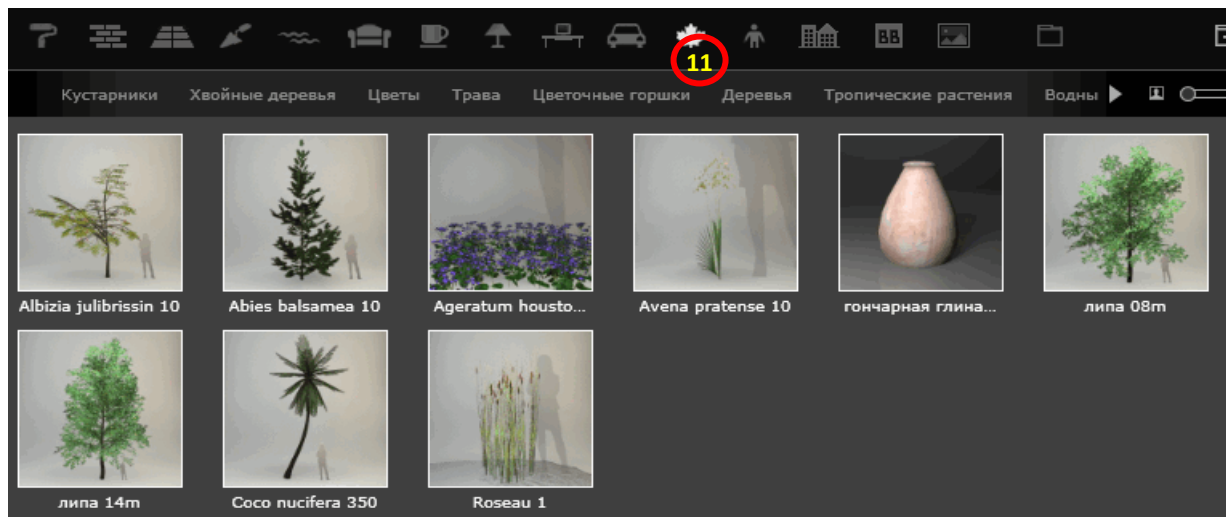 BB
11
Кустарники Хвойные деревья Цветы Трава Цветочные горшки Деревья Тропические растения Водны
Albizia julibrissin 10 Abies balsamea 10 Ageratum housto... Avena pratense 10 гончарная глина... липа 08m
липа 14m Coco nucifera 350 Roseau 1